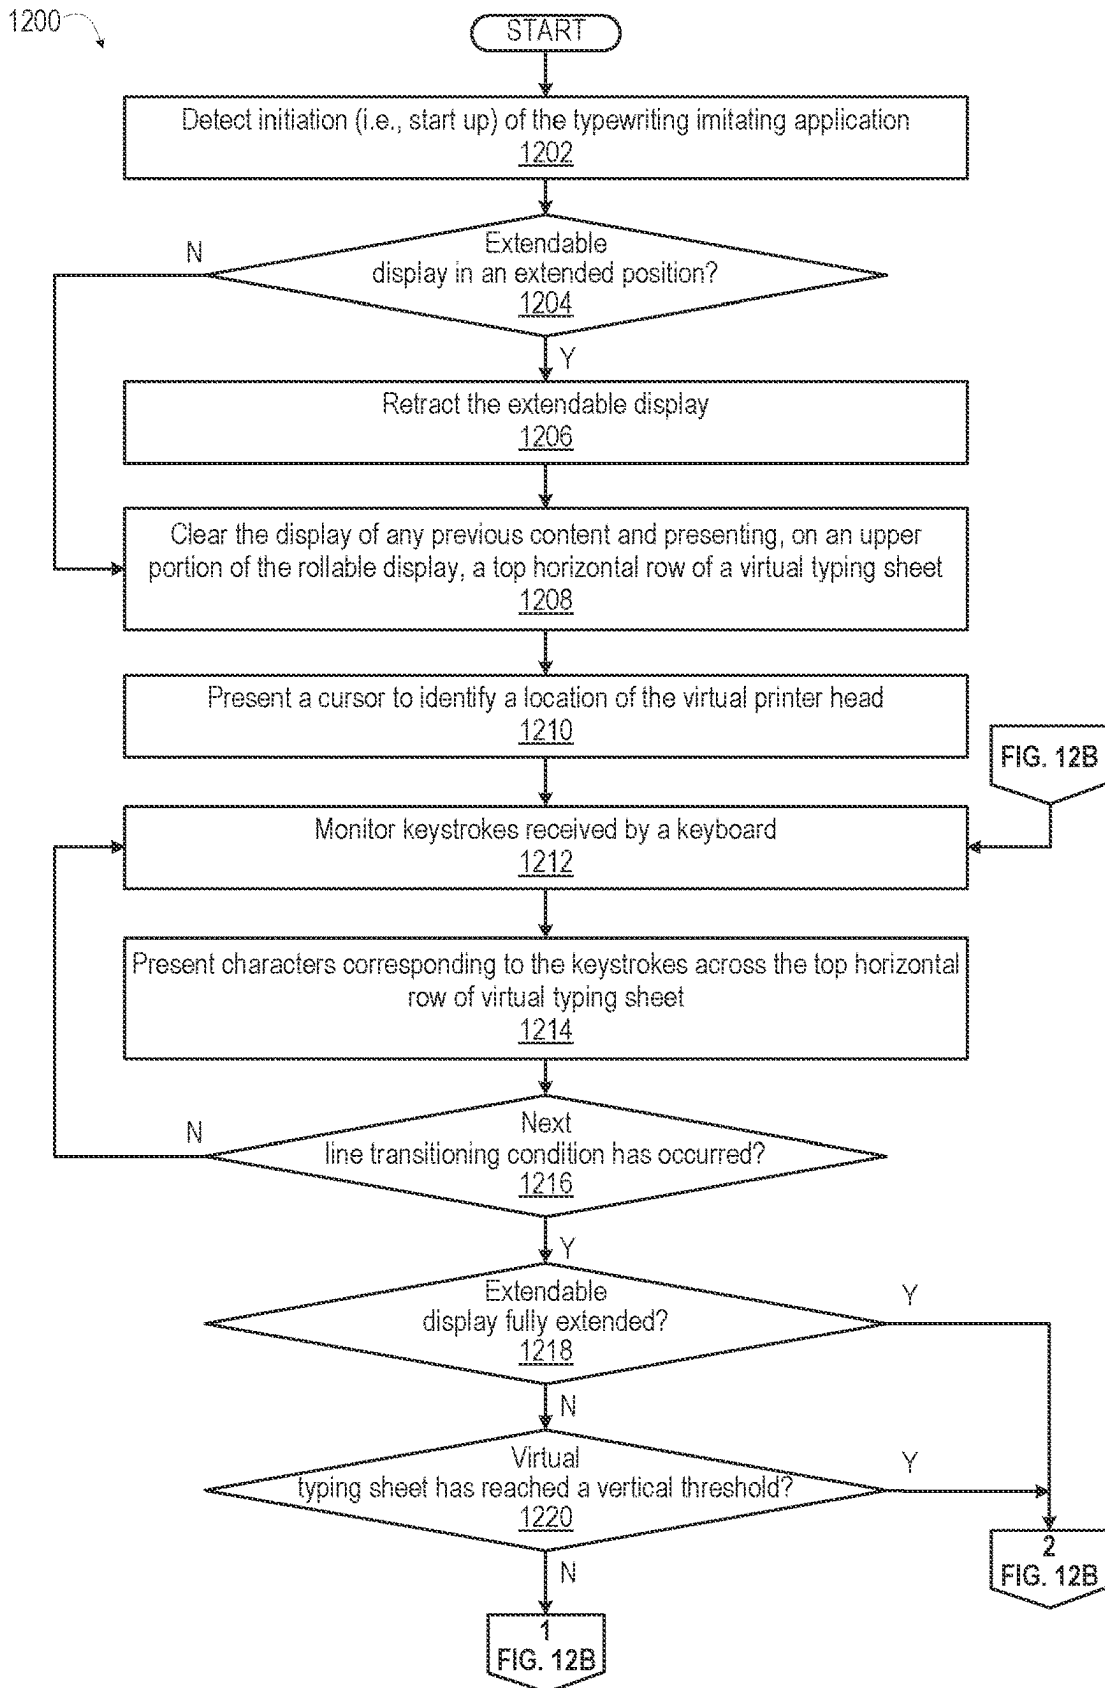 1200
START
Detect initiation (i.e., start up) of the typewriting imitating application
1202
Extendable
display in an extended position?
1204
N
Y
Retract the extendable display
1206
Clear the display of any previous content and presenting, on an upper
portion of the rollable display, a top horizontal row of a virtual typing sheet
1208
Present a cursor to identify a location of the virtual printer head
1210
FIG. 12B
Monitor keystrokes received by a keyboard
1212
Present characters corresponding to the keystrokes across the top horizontal
row of virtual typing sheet
1214
Next
line transitioning condition has occurred?
1216
N
Y
Extendable
display fully extended?
1218
Y
N
Virtual
typing sheet has reached a vertical threshold?
1220
Y
N
2
FIG. 12B
1
FIG. 12B